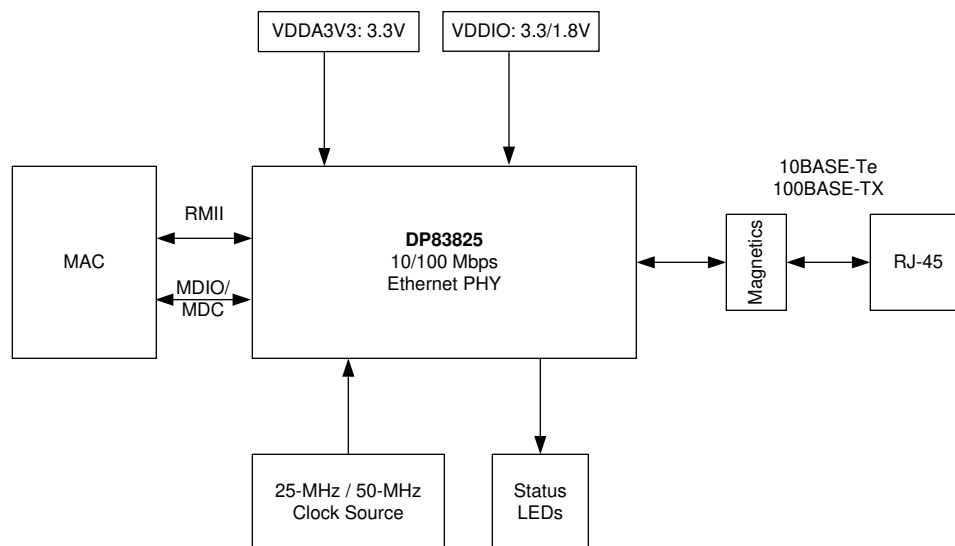 VDDA3V3: 3.3V
VDDIO: 3.3/1.8V
10BASE-Te
100BASE-TX
RMII
MAC
MDIO/
MDC
DP83825
10/100 Mbps
Ethernet PHY
Magnetics
RJ-45
25-MHz / 50-MHz
Clock Source
Status
LEDs